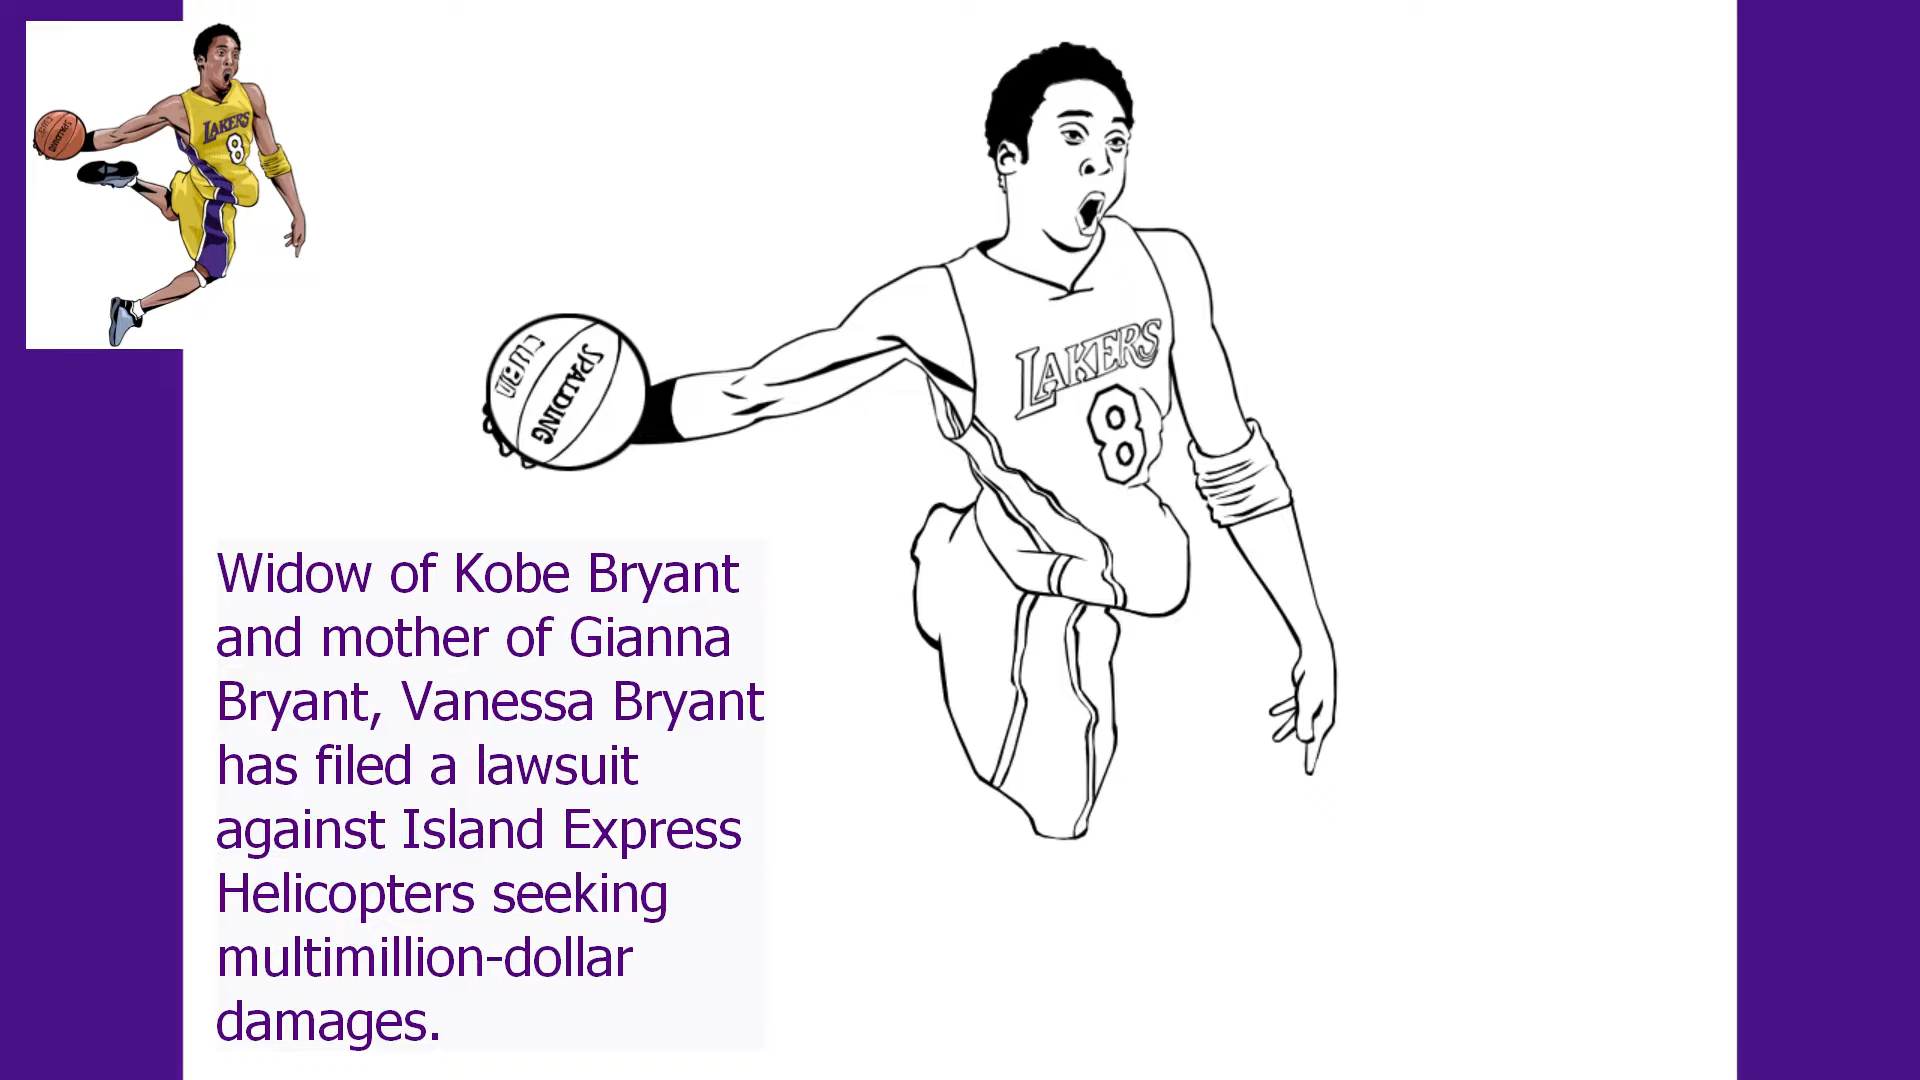 LAKERS
8
SPALDING
LAKERS
8
SPALDING
Widow of Kobe Bryant
and mother of Gianna
Bryant, Vanessa Bryant
has filed a lawsuit
against Island Express
Helicopters seeking
multimillion-dollar
damages.